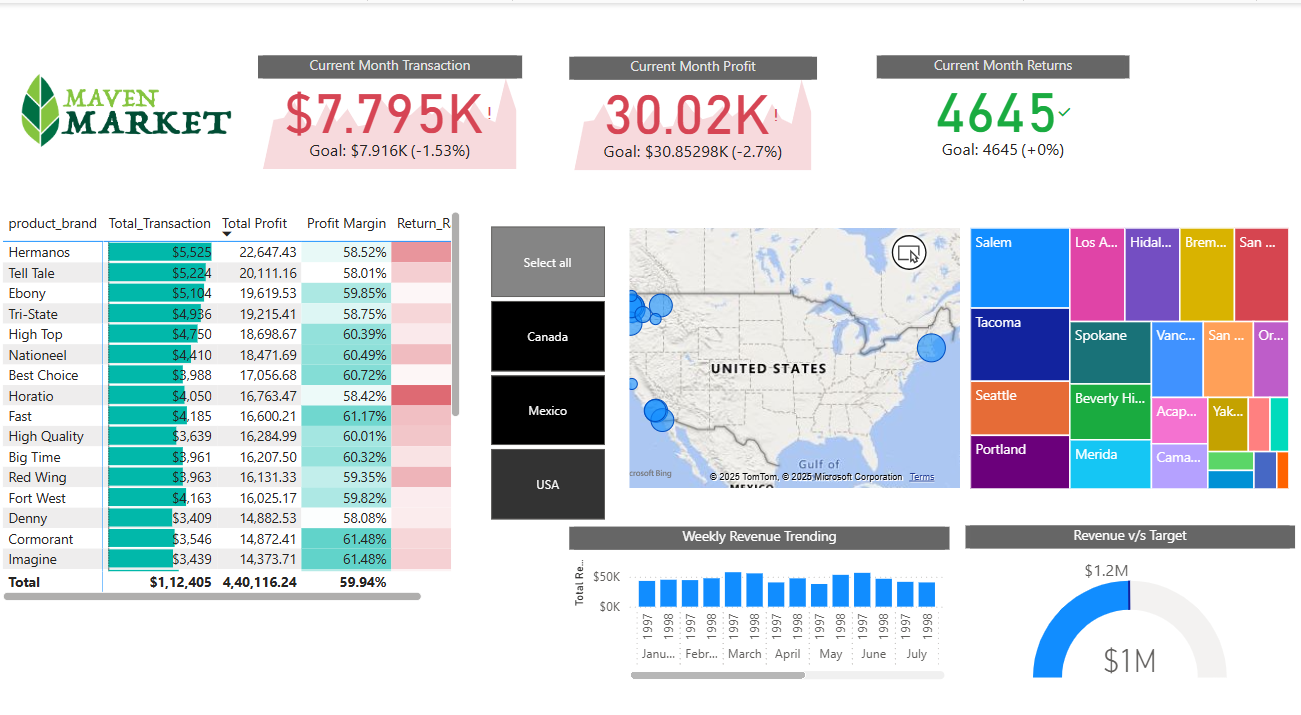 MAVEN
MARKET
Current Month Transaction
$7.795K!
Goal: $7.916K (-1.53%)
Current Month Profit
30.02K!
Goal: $30.85298K (-2.7%)
Current Month Returns
4645
Goal: 4645 (+0%)
product_brand Total_Transaction Total Profit Profit Margin Return_R
Hermanos $5,525 22,647.43 58.52%
Tell Tale $5,224 20,111.16 58.01%
Ebony $5,104 19,619.53 59.85%
Tri-State $4,936 19,215.41 58.75%
High Top $4,750 18,698.67 60.39%
Nationeel $4,410 18,471.69 60.49%
Best Choice $3,988 17,056.68 60.72%
Horatio $4,050 16,763.47 58.42%
Fast $4,185 16,600.21 61.17%
High Quality $3,639 16,284.99 60.01%
Big Time $3,961 16,207.50 60.32%
Red Wing $3,963 16,131.33 59.35%
Fort West $4,163 16,025.17 59.82%
Denny $3,409 14,882.53 58.08%
Cormorant $3,546 14,872.41 61.48%
Imagine $3,439 14,373.71 61.48%
Total $1,12,405 4,40,116.24 59.94%
Select all
Canada
Mexico
USA
UNITED STATES
Gulf of
MEXICO
crosoft Bing
© 2025 TomTom, © 2025 Microsoft Corporation Terms
Salem
Tacoma
Seattle
Portland
Los A...
Hidal...
Brem...
San ...
Spokane
Vanc...
San ...
Or...
Beverly Hi...
Acap...
Yak...
Merida
Cama...
Weekly Revenue Trending
Total Re...
$50K
$0K
1997 1998 1997 1998 1997 1998 1997 1998 1997 1998 1997 1998 1997 1998
Janu... Febr... March April May June July
Revenue v/s Target
$1.2M
$1M